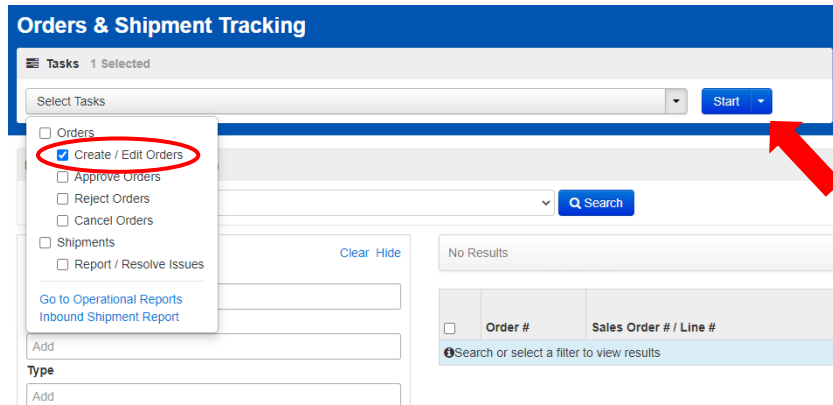 Orders & Shipment Tracking
Tasks 1 Selected
Select Tasks
Start
Orders
Create / Edit Orders
Approve Orders
Reject Orders
Cancel Orders
Shipments
Report / Resolve Issues
Go to Operational Reports
Inbound Shipment Report
Search
Clear Hide
No Results
Order # Sales Order # / Line #
Search or select a filter to view results
Add
Type
Add